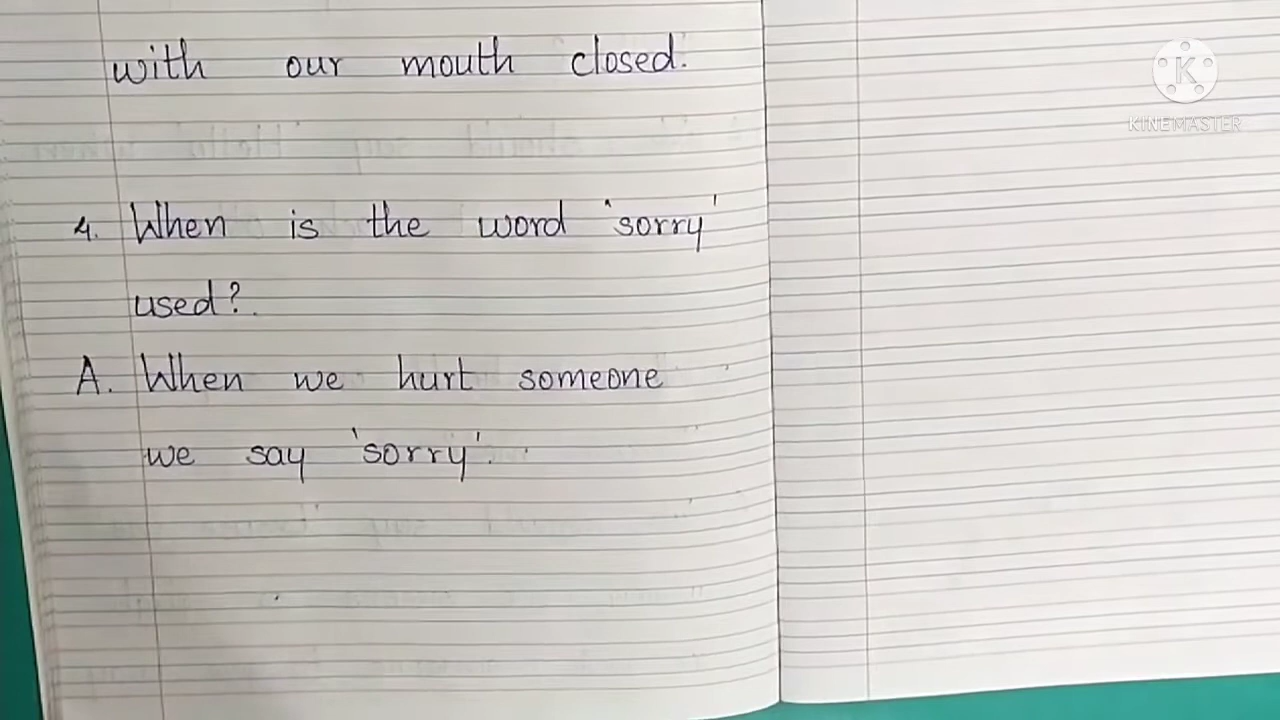 with our mouth closed.
4. When is the word 'sorry'
used?
A. When we hurt someone
we say 'sorry'.
K
KINEMASTER